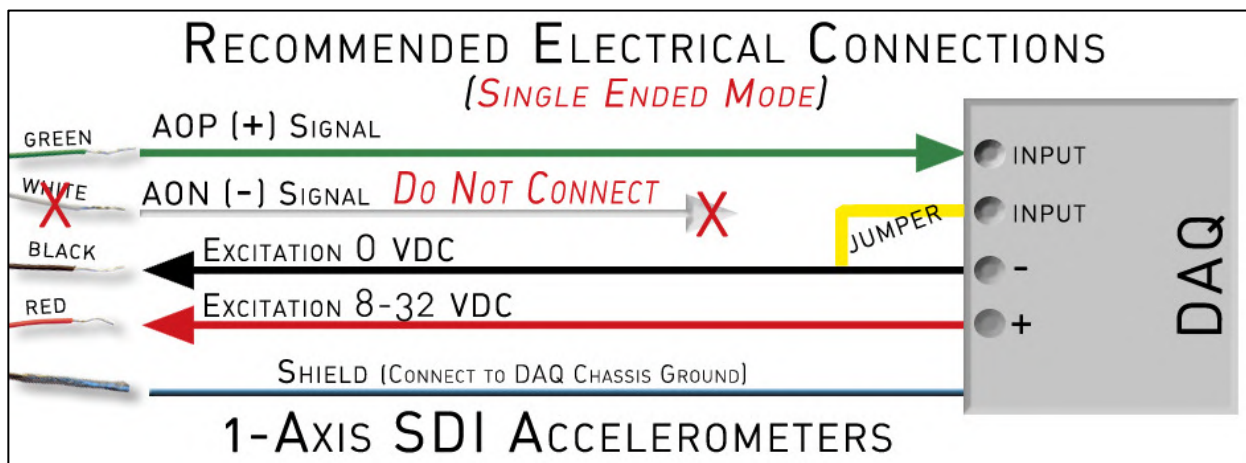 RECOMMENDED ELECTRICAL CONNECTIONS
(SINGLE ENDED MODE)
GREEN
AOP (+) SIGNAL
INPUT
WHITE
AON (-) SIGNAL DO NOT CONNECT
INPUT
JUMPER
BLACK
EXCITATION 0 VDC
-
RED
EXCITATION 8-32 VDC
+
SHIELD (CONNECT TO DAQ CHASSIS GROUND)
DAQ
1-AXIS SDI ACCELEROMETERS